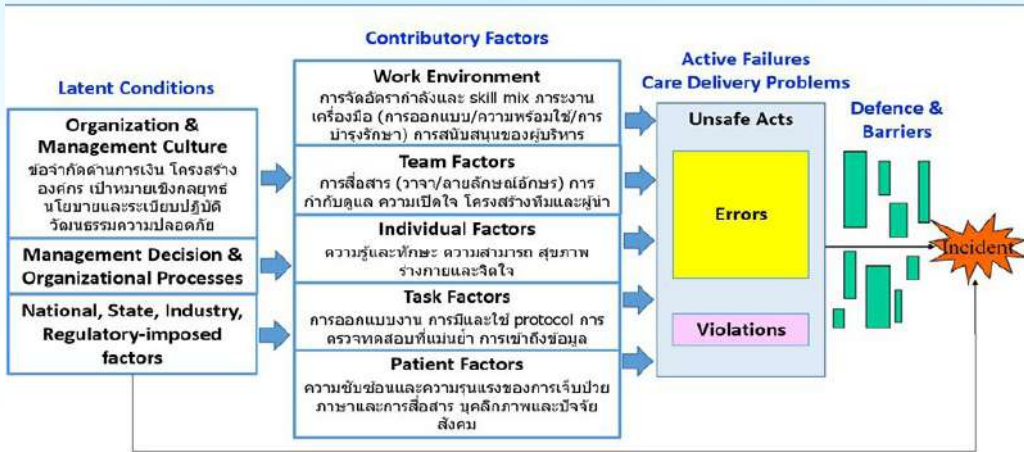 Contributory Factors
Latent Conditions
Organization &
Management Culture
ข้อจำกัดด้านการเงิน โครงสร้าง
องค์กร เป้าหมายเชิงกลยุทธ์
นโยบายและระเบียบปฏิบัติ
วัฒนธรรมความปลอดภัย
Management Decision &
Organizational Processes
National, State, Industry,
Regulatory-imposed
factors
Work Environment
การจัดอัตรากำลังและ skill mix ภาระงาน
เครื่องมือ (การออกแบบ/ความพร้อมใช้/การ
บำรุงรักษา) การสนับสนุนของผู้บริหาร
Team Factors
การสื่อสาร (วาจา/ลายลักษณ์อักษร) การ
กำกับดูแล ความเปิดใจ โครงสร้างทีมและผู้นำ
Individual Factors
ความรู้และทักษะ ความสามารถ สุขภาพ
ร่างกายและจิตใจ
Task Factors
การออกแบบงาน การมีและใช้ protocol การ
ตรวจทดสอบที่แม่นยำ การเข้าถึงข้อมูล
Patient Factors
ความซับซ้อนและความรุนแรงของการเจ็บป่วย
ภาษาและการสื่อสาร บุคลิกภาพและปัจจัย
สังคม
Active Failures
Care Delivery Problems
Unsafe Acts
Errors
Violations
Defence &
Barriers
Incident